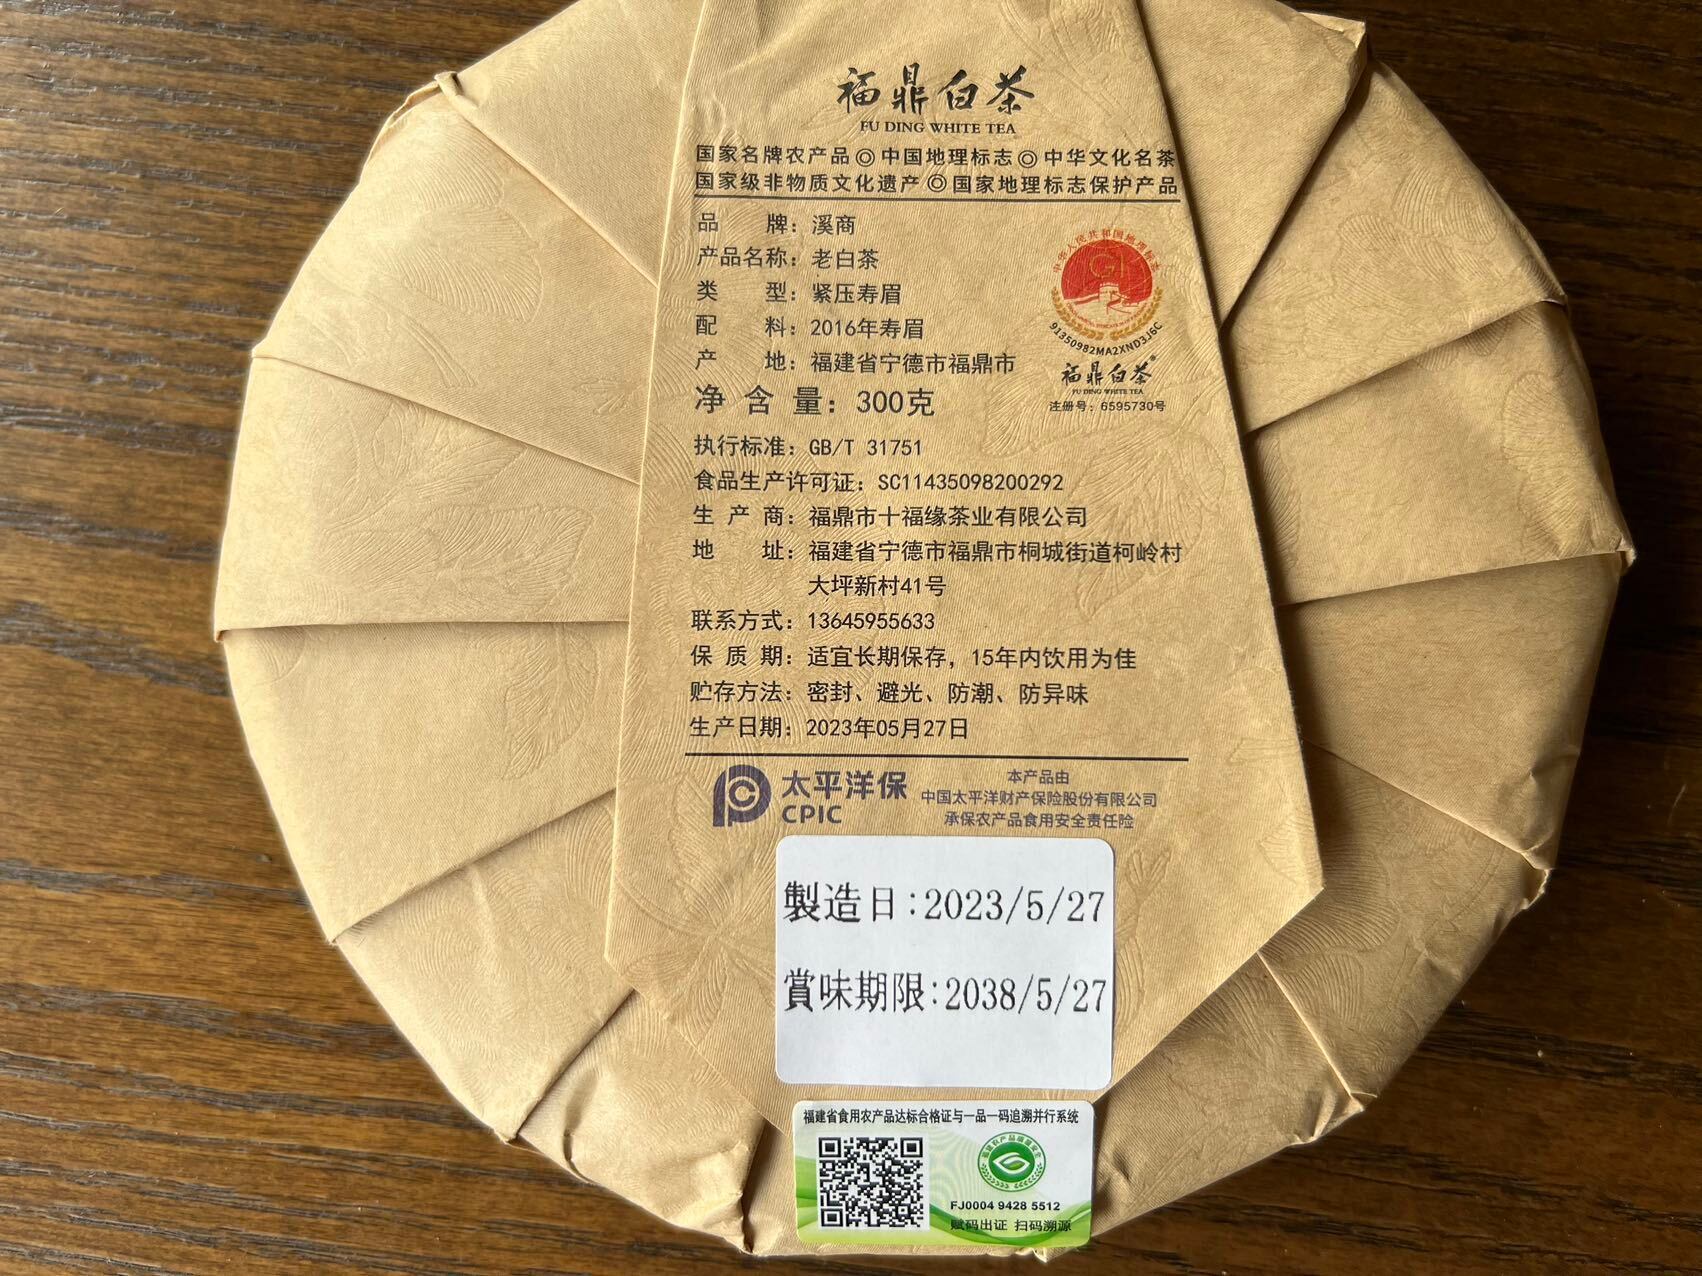 福鼎白茶
FU DING WHITE TEA
国家名牌农产品◎中国地理标志◎中华文化名茶
国家级非物质文化遗产◎国家地理标志保护产品
品 牌：溪商
产品名称：老白茶
类 型：紧压寿眉
配 料：2016年寿眉
产 地：福建省宁德市福鼎市
净 含 量：300克
中华人民共和国地理标志
GI
91350982MA2XND3J6C
福鼎白茶®
FU DING WHITE TEA
注册号：6595730号
执行标准：GB/T 31751
食品生产许可证：SC11435098200292
生 产 商：福鼎市十福缘茶业有限公司
地 址：福建省宁德市福鼎市桐城街道柯岭村
大坪新村41号
联系方式：13645955633
保 质 期：适宜长期保存，15年内饮用为佳
贮存方法：密封、避光、防潮、防异味
生产日期：2023年05月27日
太平洋保
CPIC
本产品由
中国太平洋财产保险股份有限公司
承保农产品食用安全责任险
製造日:2023/5/27
賞味期限:2038/5/27
福建省食用农产品达标合格证与一品一码追溯并行系统
FJ0004 9428 5512
赋码出证 扫码溯源